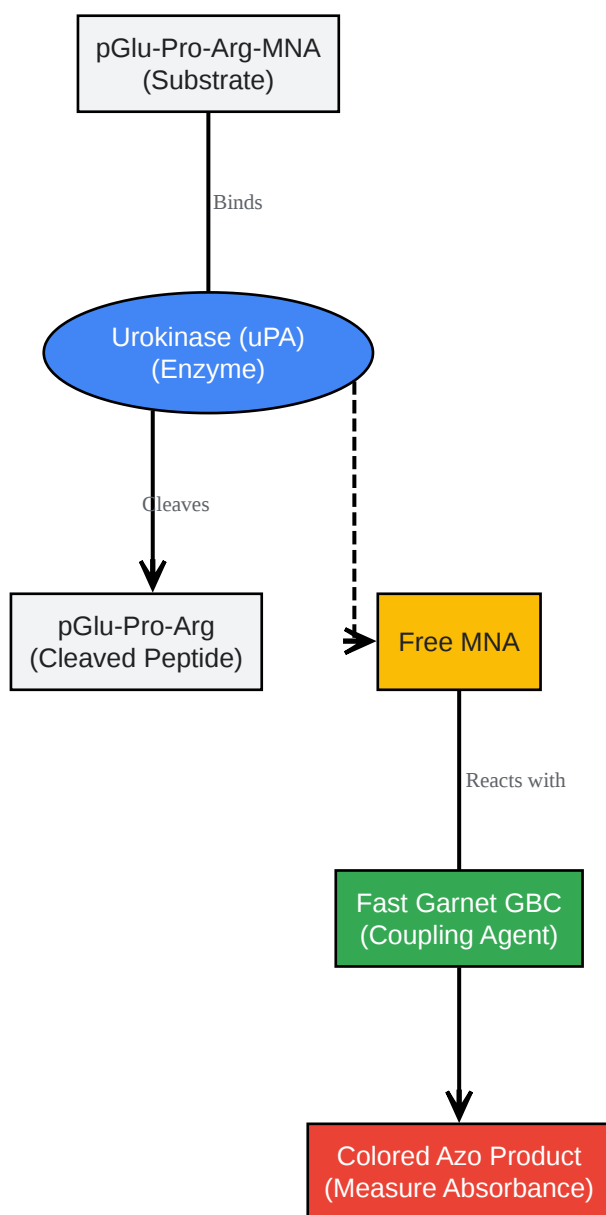 pGlu-Pro-Arg-MNA
(Substrate)
Binds
Urokinase (uPA)
(Enzyme)
Cleaves
pGlu-Pro-Arg
(Cleaved Peptide)
Free MNA
Reacts with
Fast Garnet GBC
(Coupling Agent)
Colored Azo Product
(Measure Absorbance)